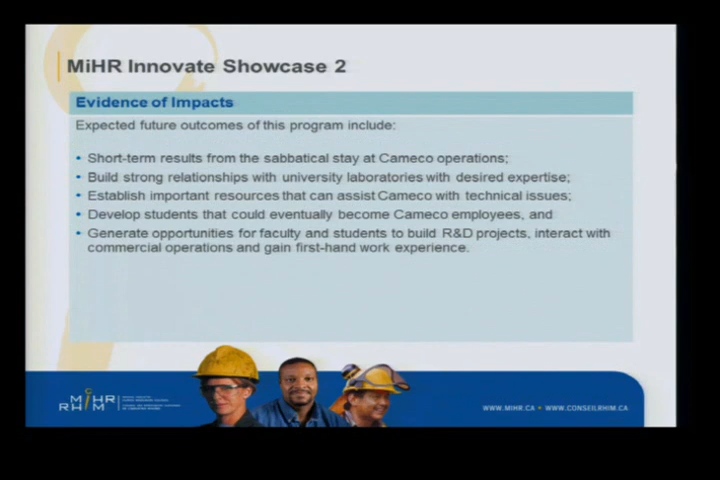 MiHR Innovate Showcase 2
Evidence of Impacts
Expected future outcomes of this program include:
• Short-term results from the sabbatical stay at Cameco operations;
• Build strong relationships with university laboratories with desired expertise;
• Establish important resources that can assist Cameco with technical issues;
• Develop students that could eventually become Cameco employees, and
• Generate opportunities for faculty and students to build R&D projects, interact with
commercial operations and gain first-hand work experience.
MiHR
RHiM
WWW.MIHR.CA • WWW.CONSEILRHIM.CA